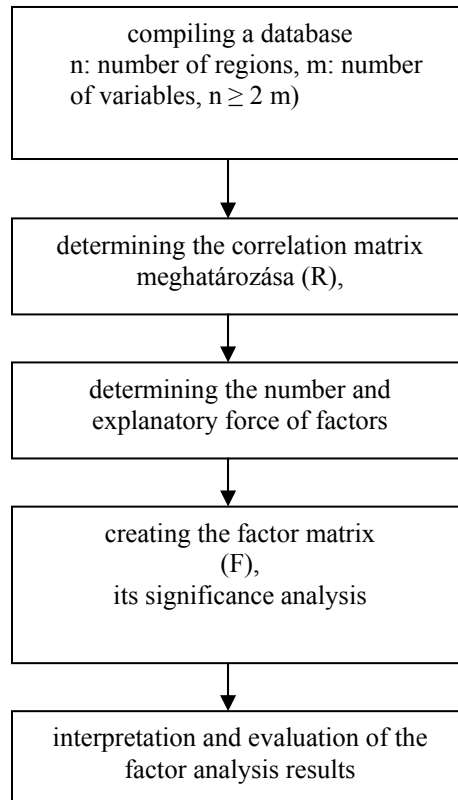 compiling a database
n: number of regions, m: number
of variables, n ≥ 2 m)
determining the correlation matrix
meghatározása (R),
determining the number and
explanatory force of factors
creating the factor matrix
(F),
its significance analysis
interpretation and evaluation of the
factor analysis results